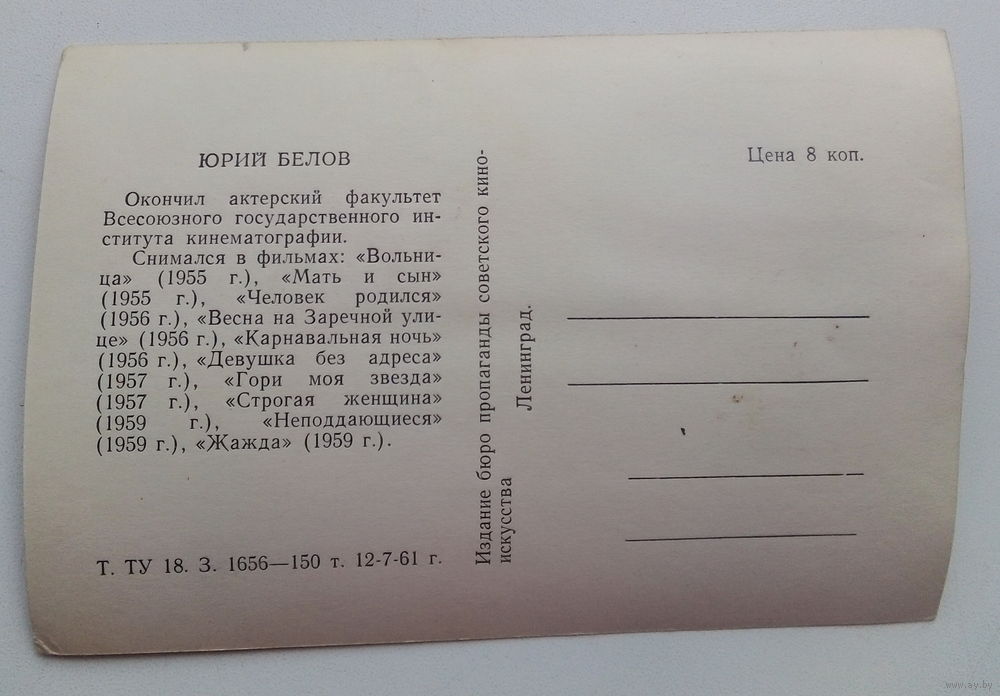 ЮРИЙ БЕЛОВ
Окончил актерский факультет
Всесоюзного государственного ин-
ститута кинематографии.
Снимался в фильмах: «Вольни-
ца» (1955 г.), «Мать и сын»
(1955 г.), «Человек родился»
(1956 г.), «Весна на Заречной ули-
це» (1956 г.), «Карнавальная ночь»
(1956 г.), «Девушка без адреса»
(1957 г.), «Гори моя звезда»
(1957 г.), «Строгая женщина»
(1959 г.), «Неподдающиеся»
(1959 г.), «Жажда» (1959 г.).
Т. ТУ 18. З. 1656—150 т. 12-7-61 г.
Издание бюро пропаганды советского кино-
искусства
Ленинград.
Цена 8 коп.
www.ay.by